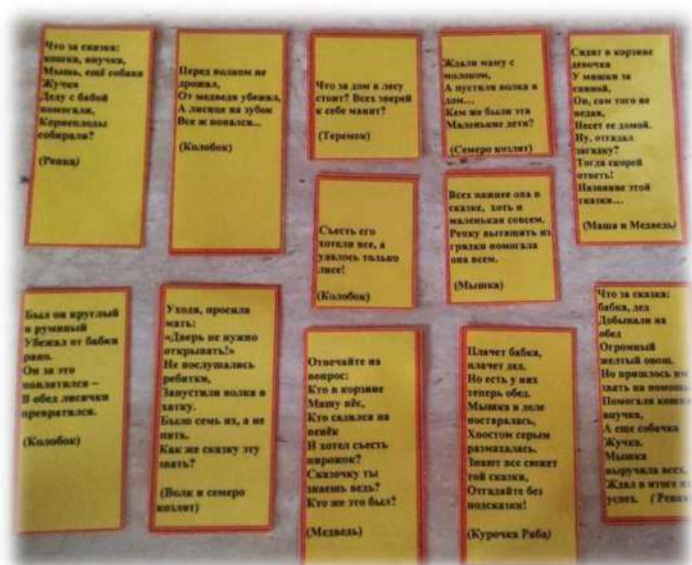 Что за сказка:
кошка, внучка,
Мышь, ещё собака
Жучка
Деду с бабой
помогали,
Корнеплоды
собирали?
(Репка)
Перед волком не
дрожал,
От медведя убежал,
А лисице на зубок
Все ж попался...
(Колобок)
Что за дом в лесу
стоит? Всех зверей
к себе манит?
(Теремок)
Ждали маму с
молоком,
А пустили волка в
дом...
Кем же были эти
Маленькие дети?
(Семеро козлят)
Сидит в корзине
девочка
У мишки за
спиной,
Он, сам того не
ведая,
Несет ее домой.
Ну, отгадал
загадку?
Тогда скорей
ответь!
Название этой
сказки...
(Маша и Медведь)
Съесть его
хотели все, а
удалось только
лисе!
(Колобок)
Всех важнее она в
сказке, хоть и
маленькая совсем.
Репку вытащить из
грядки помогала
она всем.
(Мышка)
Был он круглый
и румяный
Убежал от бабки
рано.
Он за это
поплатился –
В обед лисички
превратился.
(Колобок)
Уходя, просила
мать:
«Дверь не нужно
открывать!»
Не послушались
ребятки,
Запустили волка в
хатку.
Было семь их, а не
пять.
Как же сказку эту
звать?
(Волк и семеро
козлят)
Отвечайте на
вопрос:
Кто в корзине
Машу нёс,
Кто садился на
пенёк
И хотел съесть
пирожок?
Сказочку ты
знаешь ведь?
Кто же это был?
(Медведь)
Плачет бабка,
плачет дед.
Но есть у них
теперь обед.
Мышка в деле
постаралась,
Хвостом серым
размахалась.
Знают все сюжет
той сказки,
Отгадайте без
подсказки!
(Курочка Ряба)
Что за сказка:
бабка, дед
Добывали на
обед
Огромный
желтый овощ.
Но пришлось им
звать на помощь
Помогали кошка
внучка,
А еще собачка
Жучка.
Мышка
выручала всех.
Ждал в итоге их
успех. (Репка